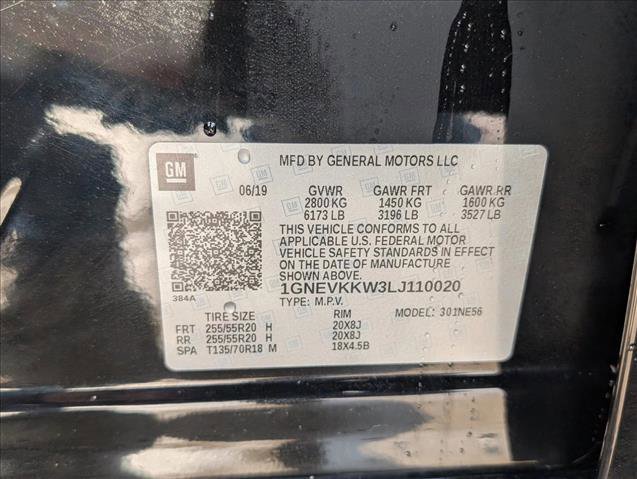 GM
MFD BY GENERAL MOTORS LLC
06/19 GVWR GAWR FRT GAWR RR
2800 KG 1450 KG 1600 KG
6173 LB 3196 LB 3527 LB
THIS VEHICLE CONFORMS TO ALL
APPLICABLE U.S. FEDERAL MOTOR
VEHICLE SAFETY STANDARDS IN EFFECT
ON THE DATE OF MANUFACTURE
SHOWN ABOVE.
384A 1GNEVKKW3LJ110020
TYPE: M.P.V. MODEL: 301NE56
TIRE SIZE RIM
FRT 255/55R20 H 20X8J
RR 255/55R20 H 20X8J
SPA T135/70R18 M 18X4.5B